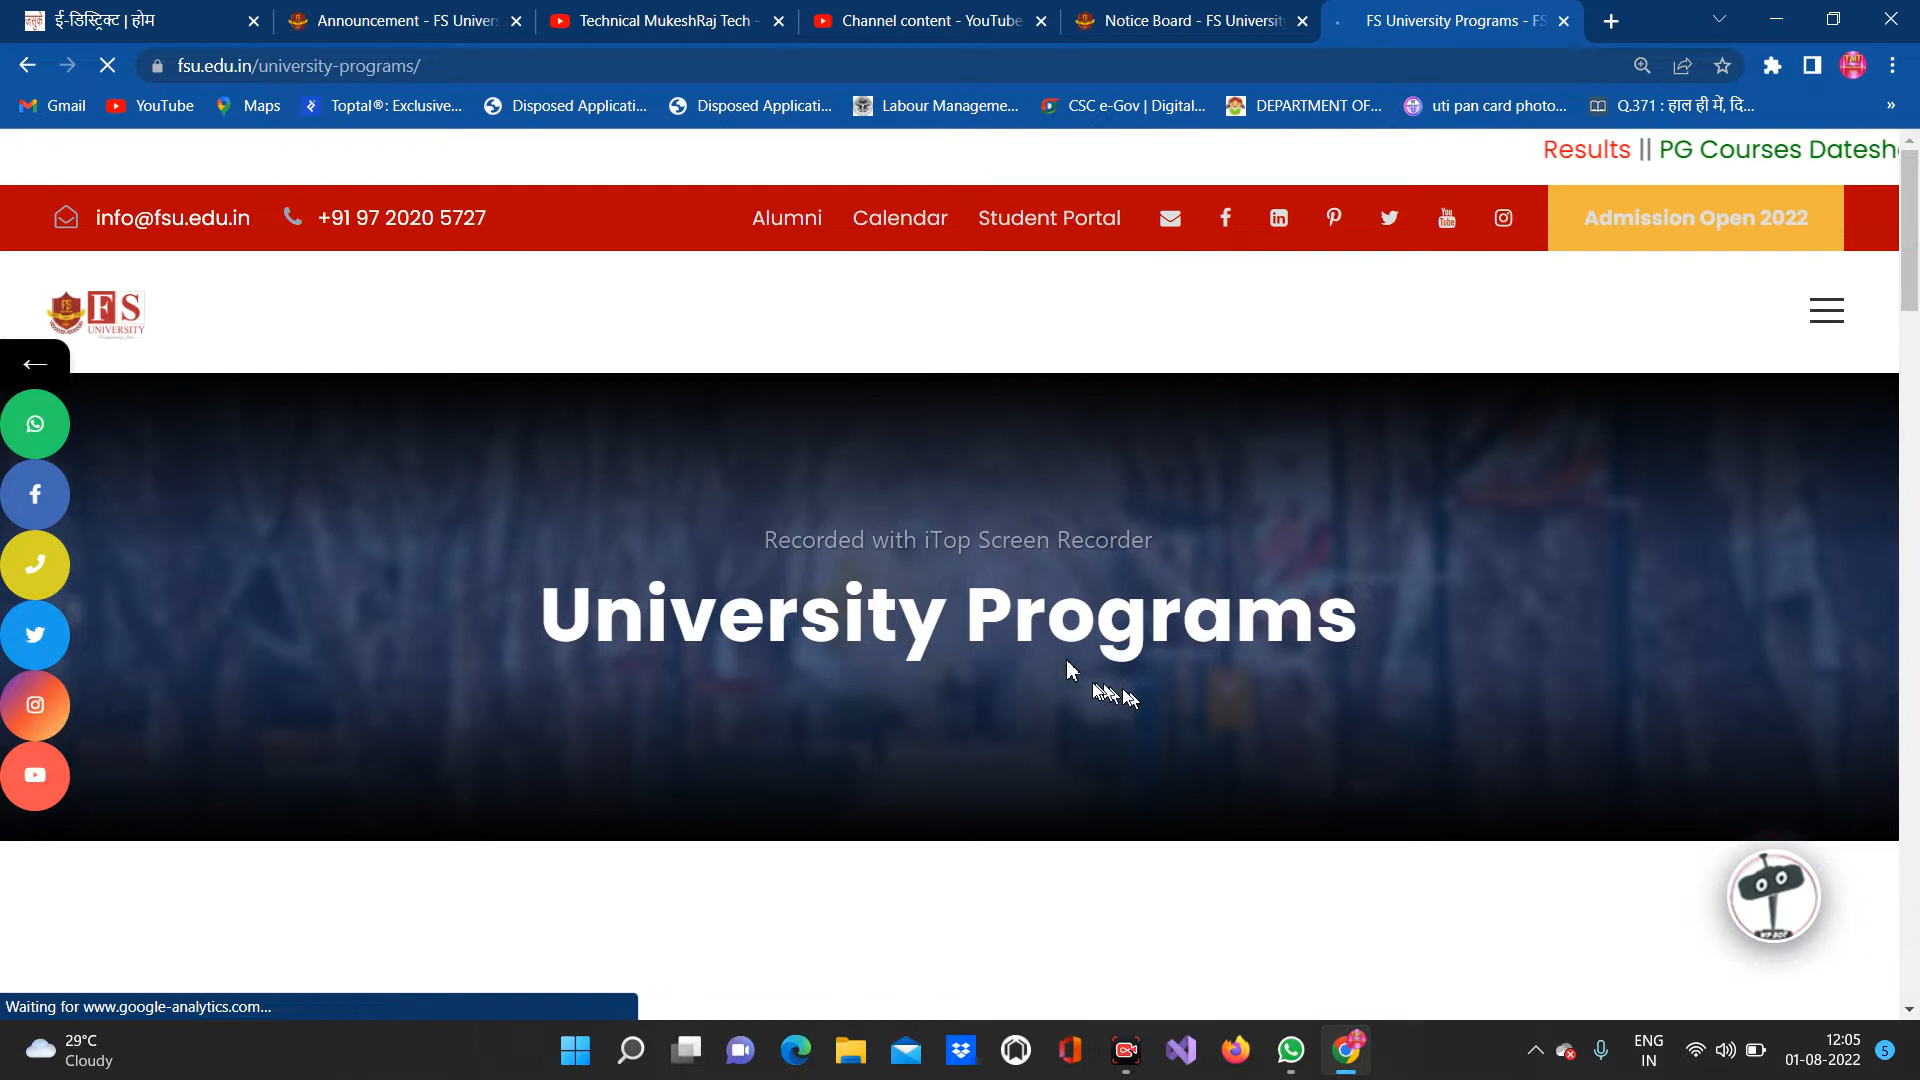 ई-डिस्ट्रिक्ट | होम
Announcement - FS Univers
Technical MukeshRaj Tech -
Channel content - YouTube
Notice Board - FS University
FS University Programs - FS
fsu.edu.in/university-programs/
Gmail
YouTube
Maps
Toptal®: Exclusive...
Disposed Applicati...
Disposed Applicati...
Labour Manageme...
CSC e-Gov | Digital...
DEPARTMENT OF...
uti pan card photo...
Q.371 : हाल ही में, दि...
»
Results || PG Courses Datesh
info@fsu.edu.in
+91 97 2020 5727
Alumni
Calendar
Student Portal
Admission Open 2022
FS
UNIVERSITY
Recorded with iTop Screen Recorder
University Programs
Waiting for www.google-analytics.com...
29°C
Cloudy
ENG
IN
12:05
01-08-2022
5